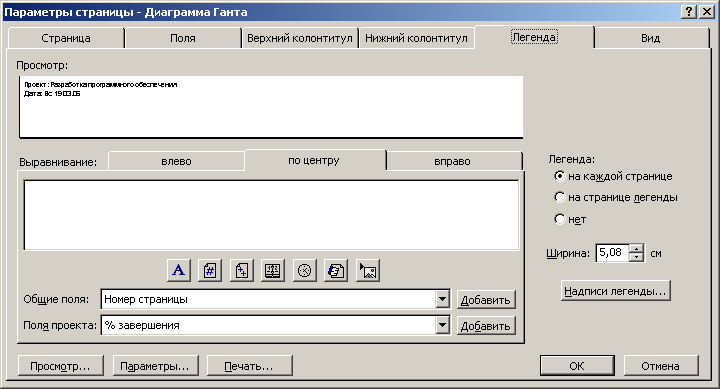 Параметры страницы - Диаграмма Ганта
Страница
Поля
Верхний колонтитул
Нижний колонтитул
Легенда
Вид
Просмотр:
Проект: Разработка программного обеспечения
Дата: Вс 19.03.06
Выравнивание:
влево
по центру
вправо
Легенда:
на каждой странице
на странице легенды
нет
Ширина: 5,08 см
Надписи легенды...
Общие поля: Номер страницы Добавить
Поля проекта: % завершения Добавить
Просмотр... Параметры... Печать... ОК Отмена